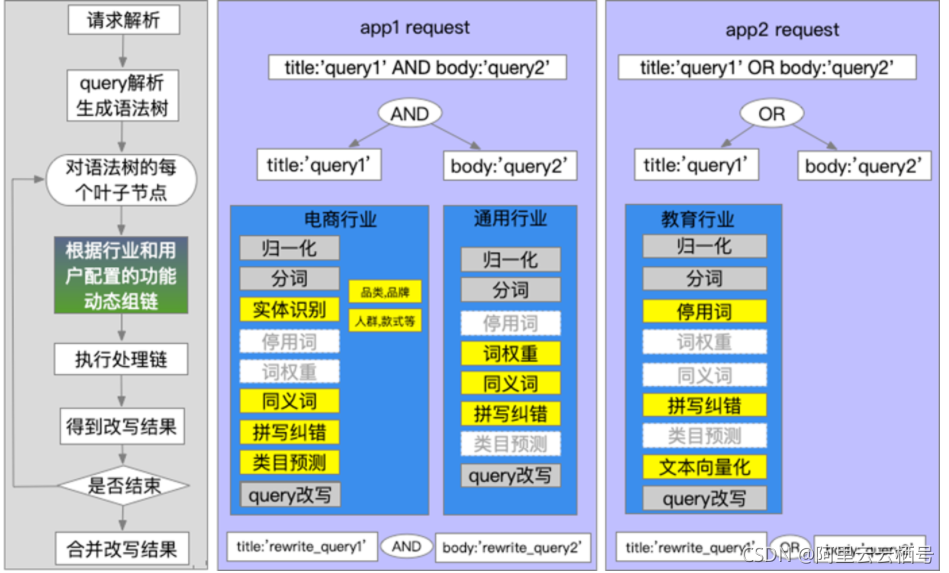 请求解析
query解析
生成语法树
对语法树的每
个叶子节点
根据行业和用
户配置的功能
动态组链
执行处理链
得到改写结果
是否结束
合并改写结果
app1 request
title:'query1' AND body:'query2'
AND
title:'query1'
body:'query2'
电商行业
归一化
分词
实体识别
品类,品牌
人群,款式等
停用词
词权重
同义词
拼写纠错
类目预测
query改写
通用行业
归一化
分词
停用词
词权重
同义词
拼写纠错
类目预测
query改写
title:'rewrite_query1'
AND
body:'rewrite_query2'
app2 request
title:'query1' OR body:'query2'
OR
title:'query1'
body:'query2'
教育行业
归一化
分词
停用词
词权重
同义词
拼写纠错
类目预测
文本向量化
query改写
title:'rewrite_query1'
OR
body:'rewrite_query2'
CSDN @阿里云云栖号